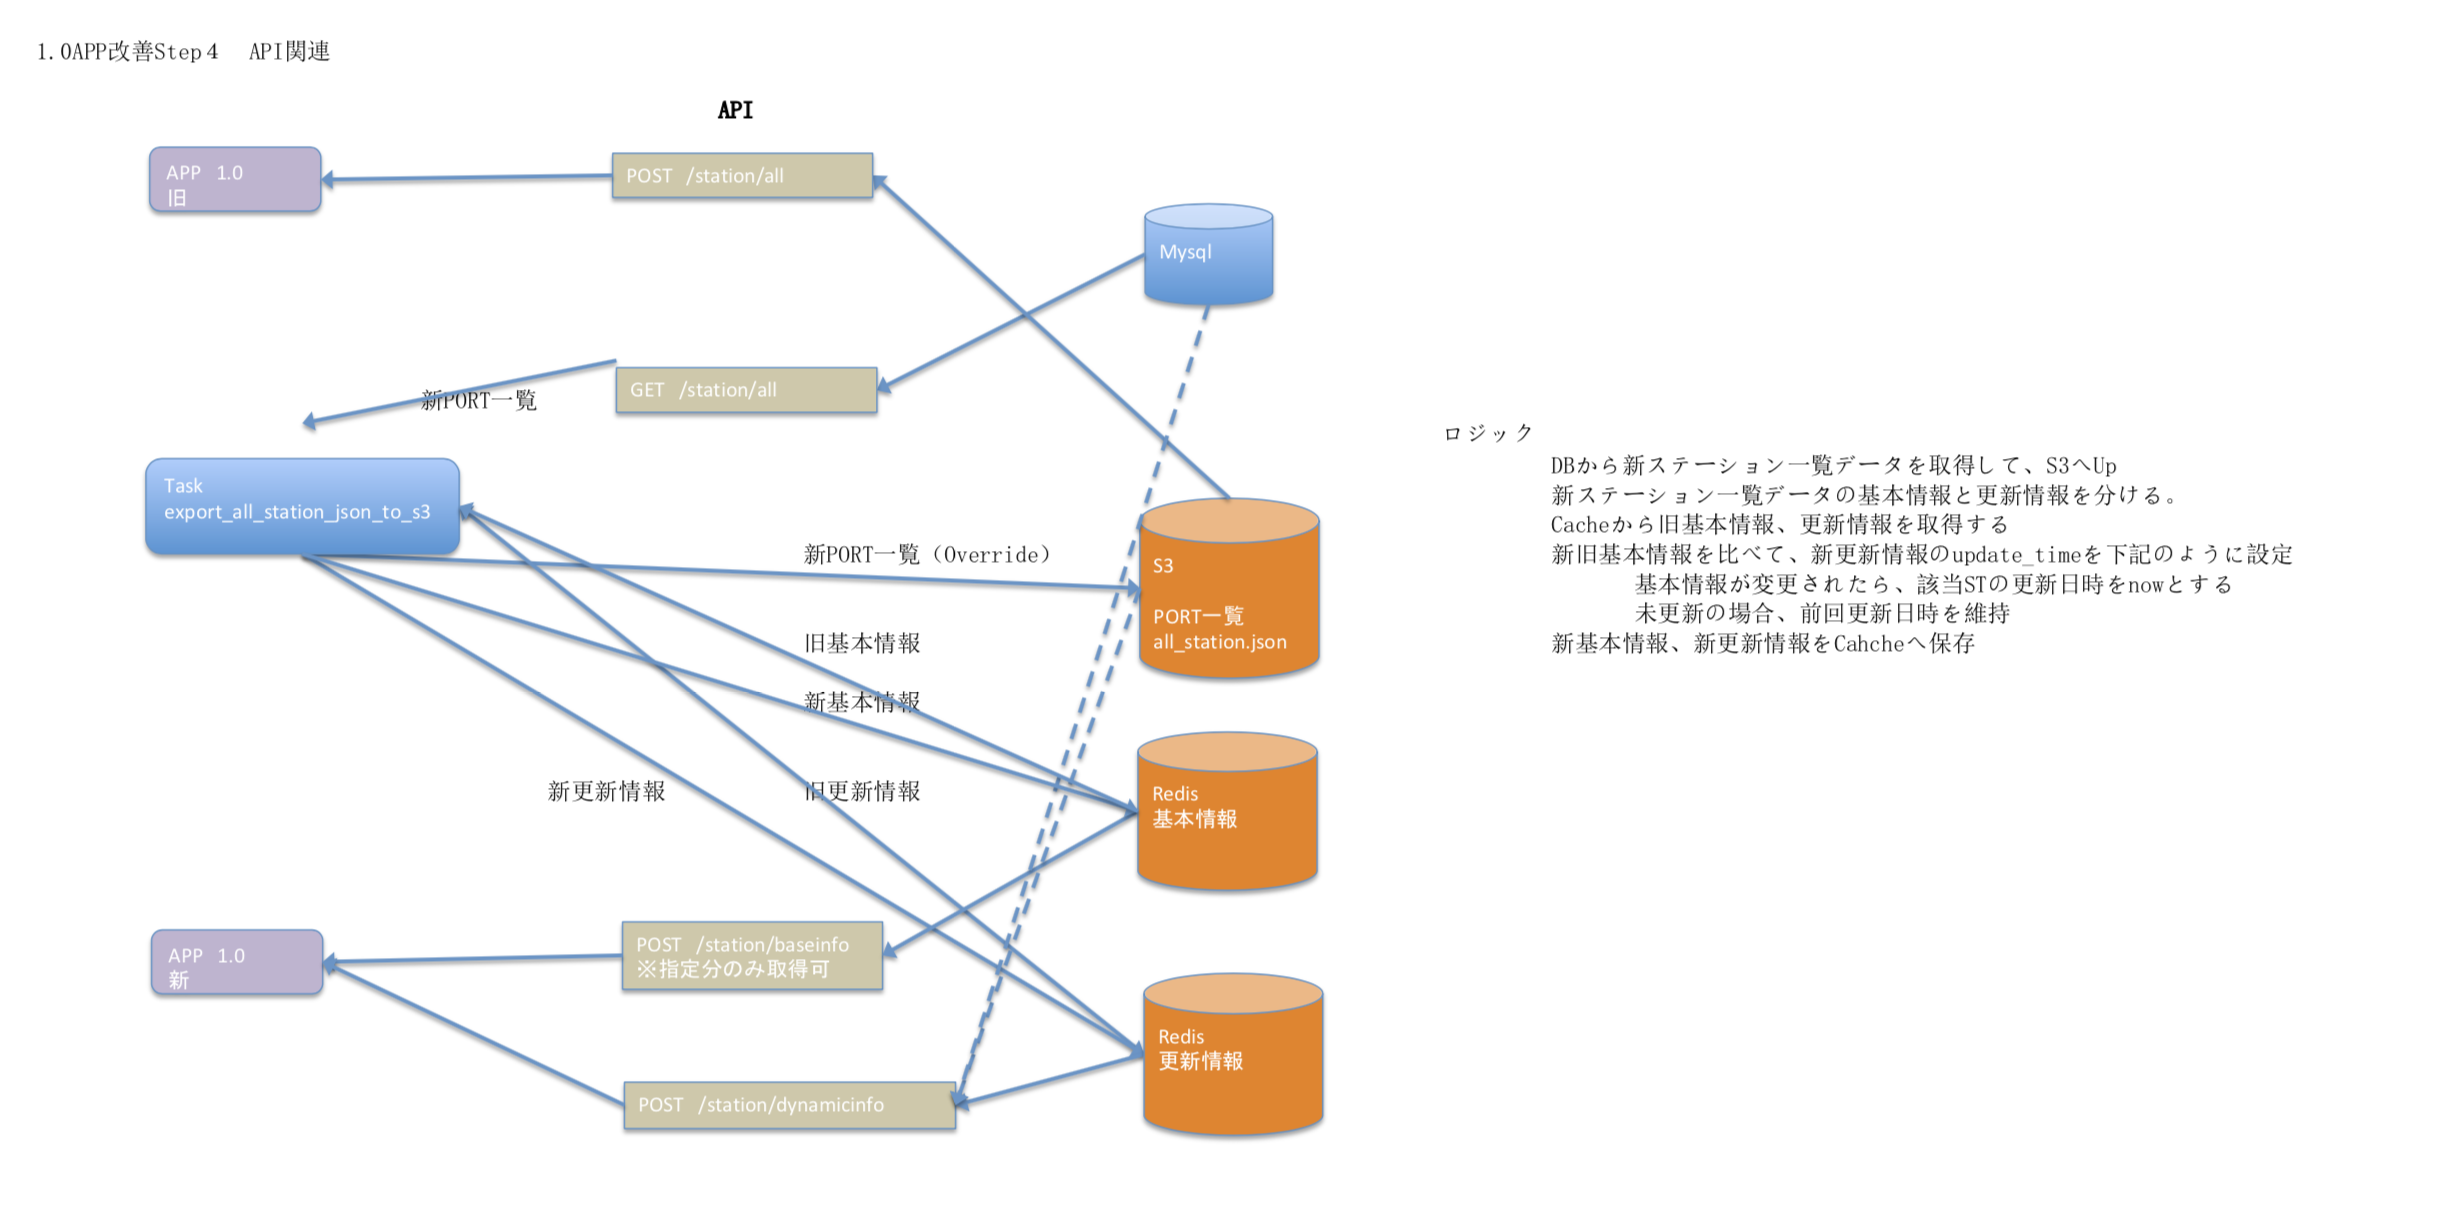 1.0APP改善Step４　API関連
API
APP 1.0
旧
POST /station/all
Mysql
GET /station/all
新PORT一覧
Task
export_all_station_json_to_s3
新PORT一覧（Override）
S3
PORT一覧
all_station.json
旧基本情報
新基本情報
新更新情報
旧更新情報
Redis
基本情報
APP 1.0
新
POST /station/baseinfo
※指定分のみ取得可
Redis
更新情報
POST /station/dynamicinfo
ロジック
DBから新ステーション一覧データを取得して、S3へUp
新ステーション一覧データの基本情報と更新情報を分ける。
Cacheから旧基本情報、更新情報を取得する
新旧基本情報を比べて、新更新情報のupdate_timeを下記のように設定
基本情報が変更されたら、該当STの更新日時をnowとする
未更新の場合、前回更新日時を維持
新基本情報、新更新情報をCahcheへ保存